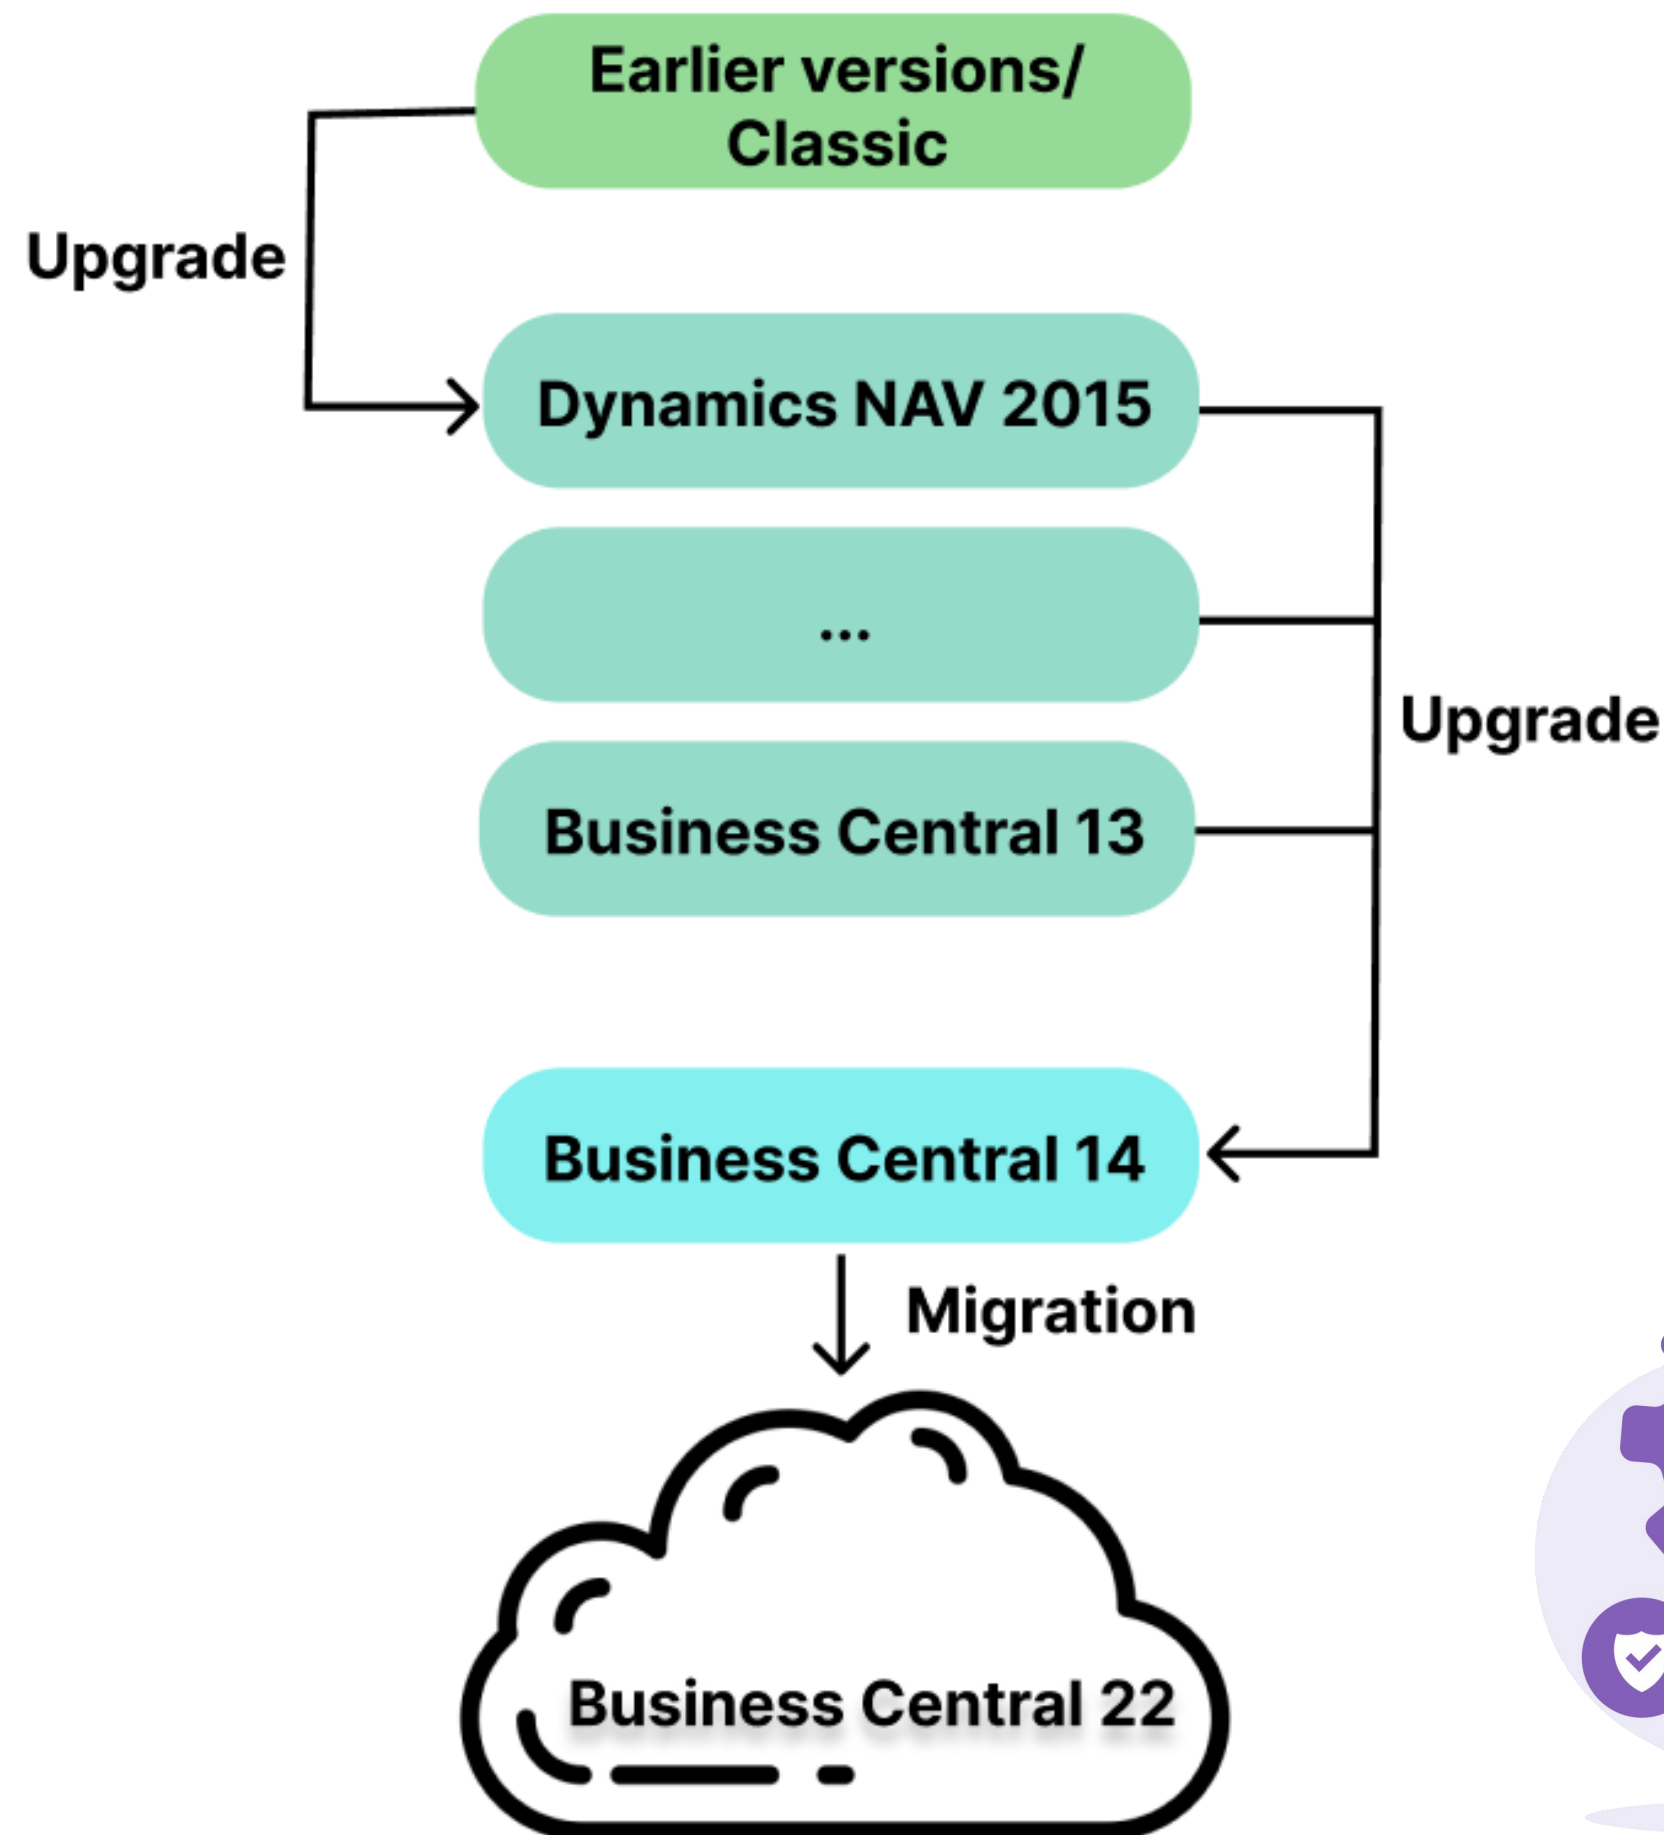 Earlier versions/
Classic
Upgrade
Dynamics NAV 2015
...
Upgrade
Business Central 13
Business Central 14
Migration
Business Central 22